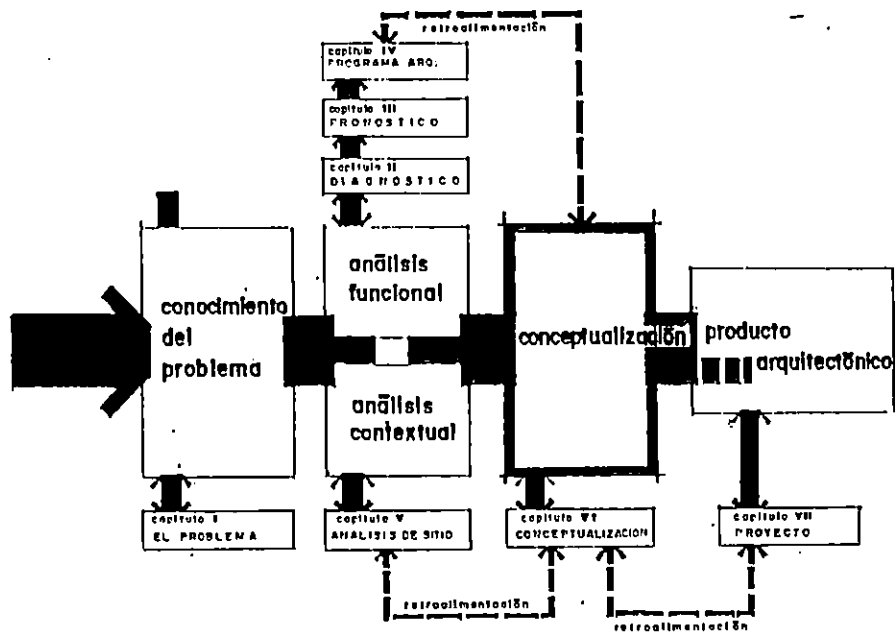 retroalimentación
capitulo IV
PROGRAMA ARQ.
capitulo III
PRONOSTICO
capitulo II
DIAGNOSTICO
conocimiento
del
problema
análisis
funcional
análisis
contextual
conceptualización
producto
arquitectónico
capitulo I
EL PROBLEMA
capitulo V
ANALISIS DE SITIO
capitulo VI
CONCEPTUALIZACION
capitulo VII
PROYECTO
retroalimentación
retroalimentación